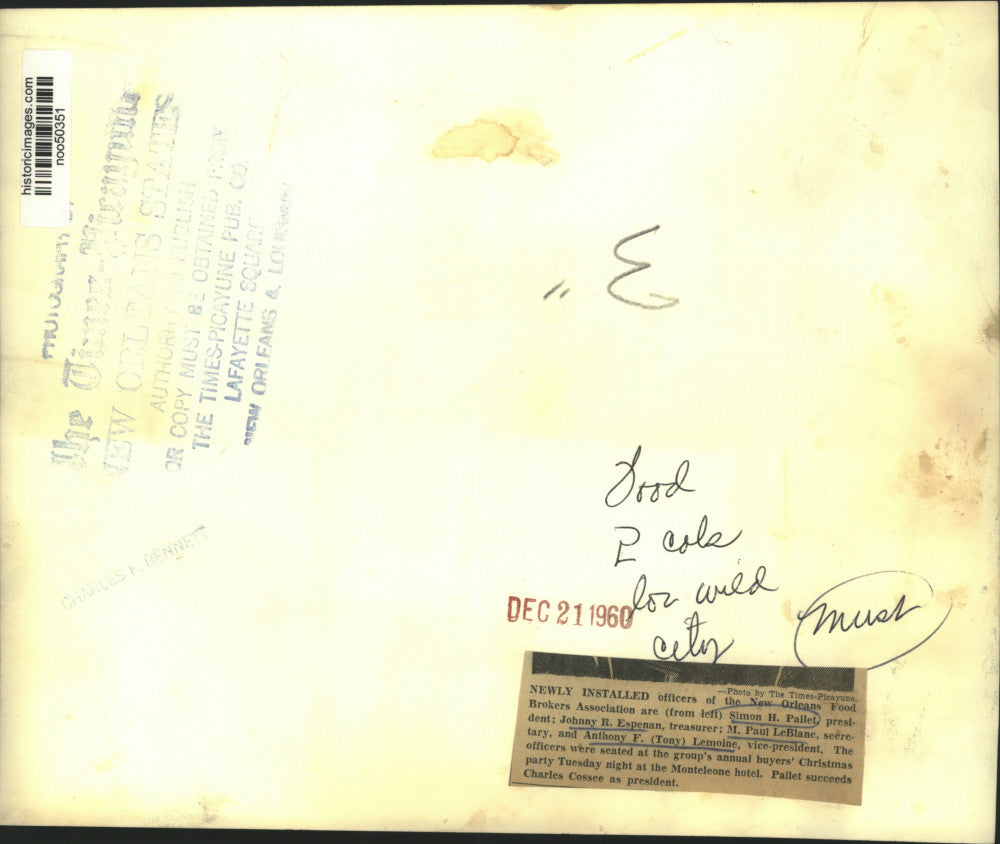 historicimages.com
noo50351
The Times-Picayune
NEW ORLEANS STATES
AUTHORITY TO PUBLISH
OR COPY MUST BE OBTAINED FROM
THE TIMES-PICAYUNE PUB. CO.
LAFAYETTE SQUARE
NEW ORLEANS
CHARLES F. BENNETT
3"
Food
2 cols
for wild
city
Must
DEC 21 1960
—Photo by The Times-Picayune.
NEWLY INSTALLED officers of the New Orleans Food
Brokers Association are (from left) Simon H. Pailet, presi-
dent; Johnny R. Espenan, treasurer; M. Paul LeBlanc, secre-
tary, and Anthony F. (Tony) Lemoine, vice-president. The
officers were seated at the group's annual buyers' Christmas
party Tuesday night at the Monteleone hotel. Pailet succeeds
Charles Cossee as president.